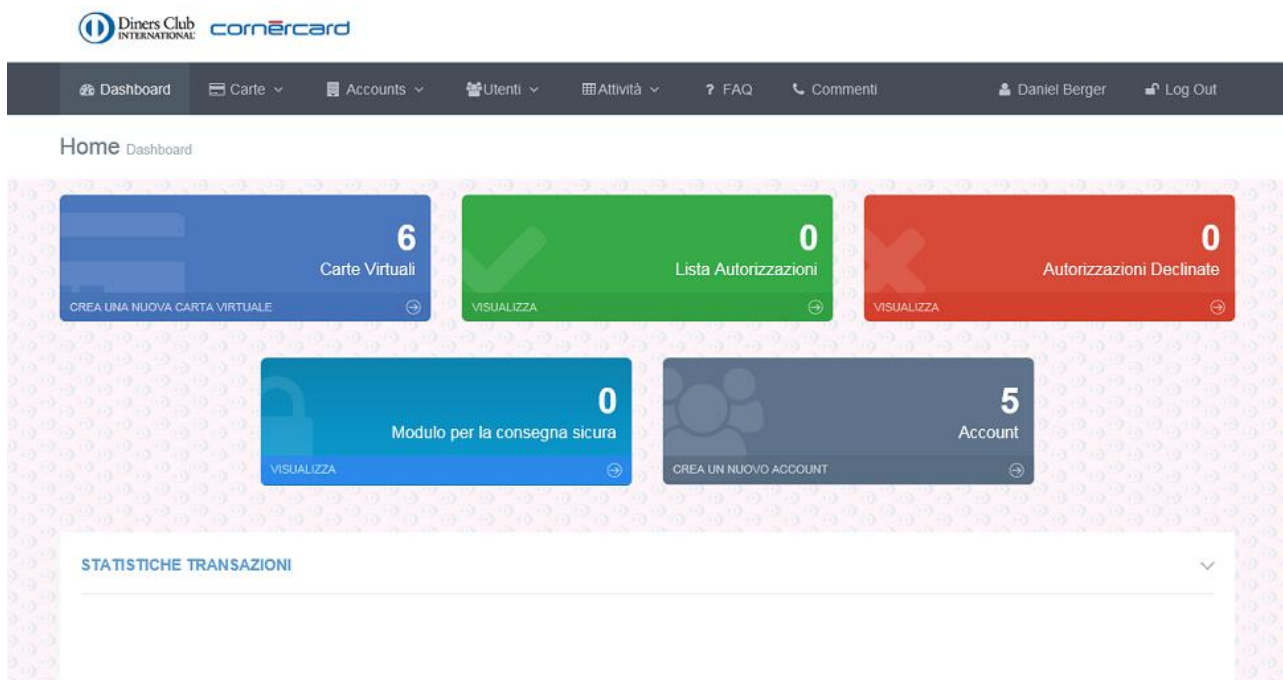 Diners Club
INTERNATIONAL
cornèrcard
Dashboard Carte Accounts Utenti Attività ? FAQ Commenti Daniel Berger Log Out
Home Dashboard
6
Carte Virtuali
CREA UNA NUOVA CARTA VIRTUALE
0
Lista Autorizzazioni
VISUALIZZA
0
Autorizzazioni Declinate
VISUALIZZA
0
Modulo per la consegna sicura
VISUALIZZA
5
Account
CREA UN NUOVO ACCOUNT
STATISTICHE TRANSAZIONI